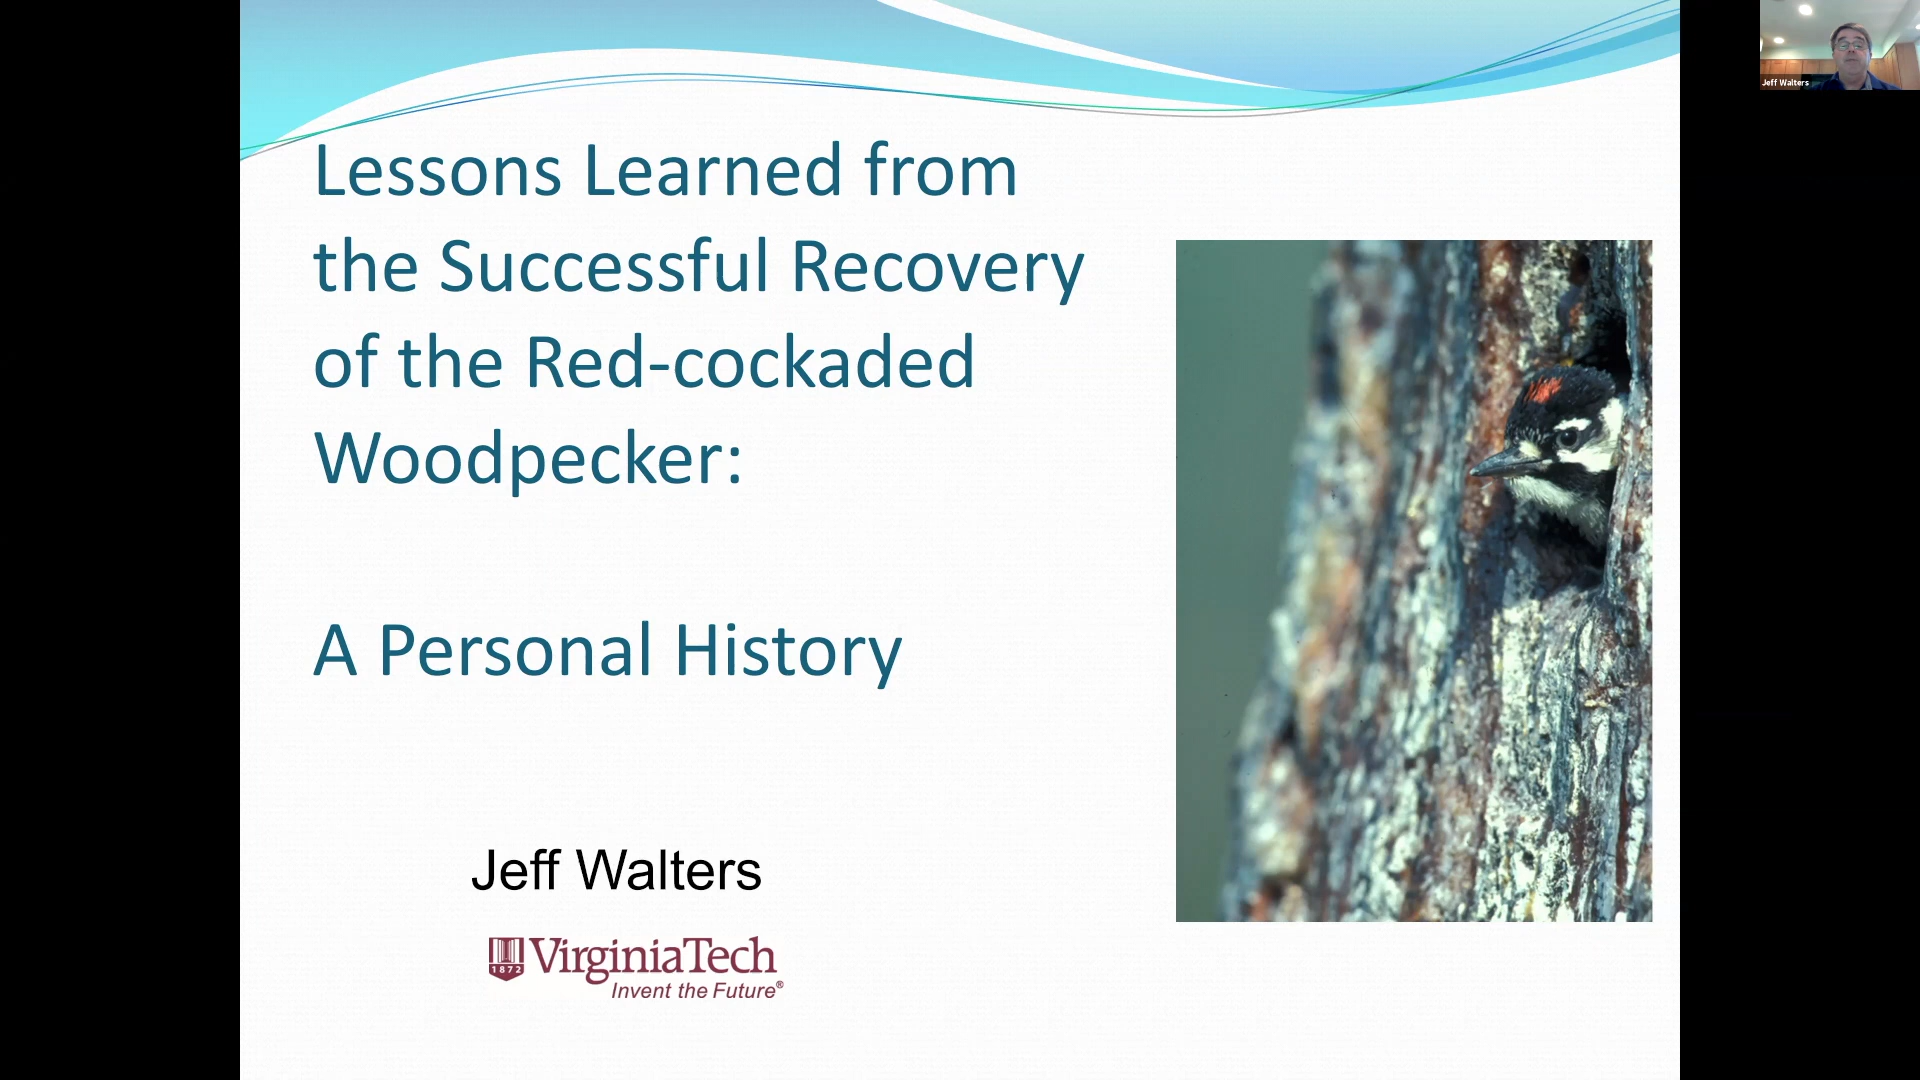 Lessons Learned from
the Successful Recovery
of the Red-cockaded
Woodpecker:
A Personal History
Jeff Walters
1872
VirginiaTech
Invent the Future®
Jeff Walters